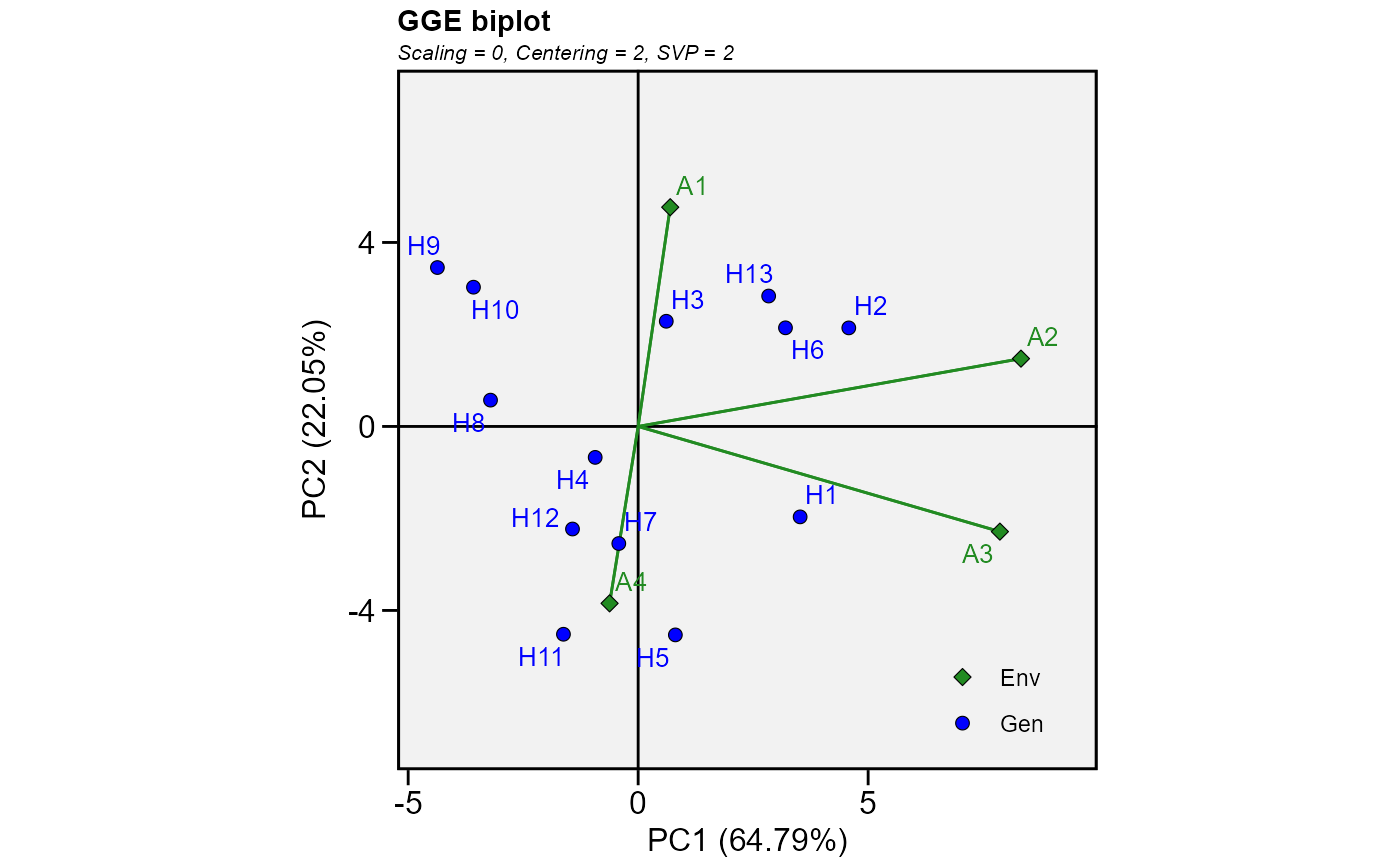 GGE biplot
Scaling = 0, Centering = 2, SVP = 2
A1
H9
4
H13
H10
H3
H2
H6
A2
PC2 (22.05%)
0
H8
H4
H1
H12
H7
A3
A4
-4
H11
H5
Env
Gen
-5
0
5
PC1 (64.79%)